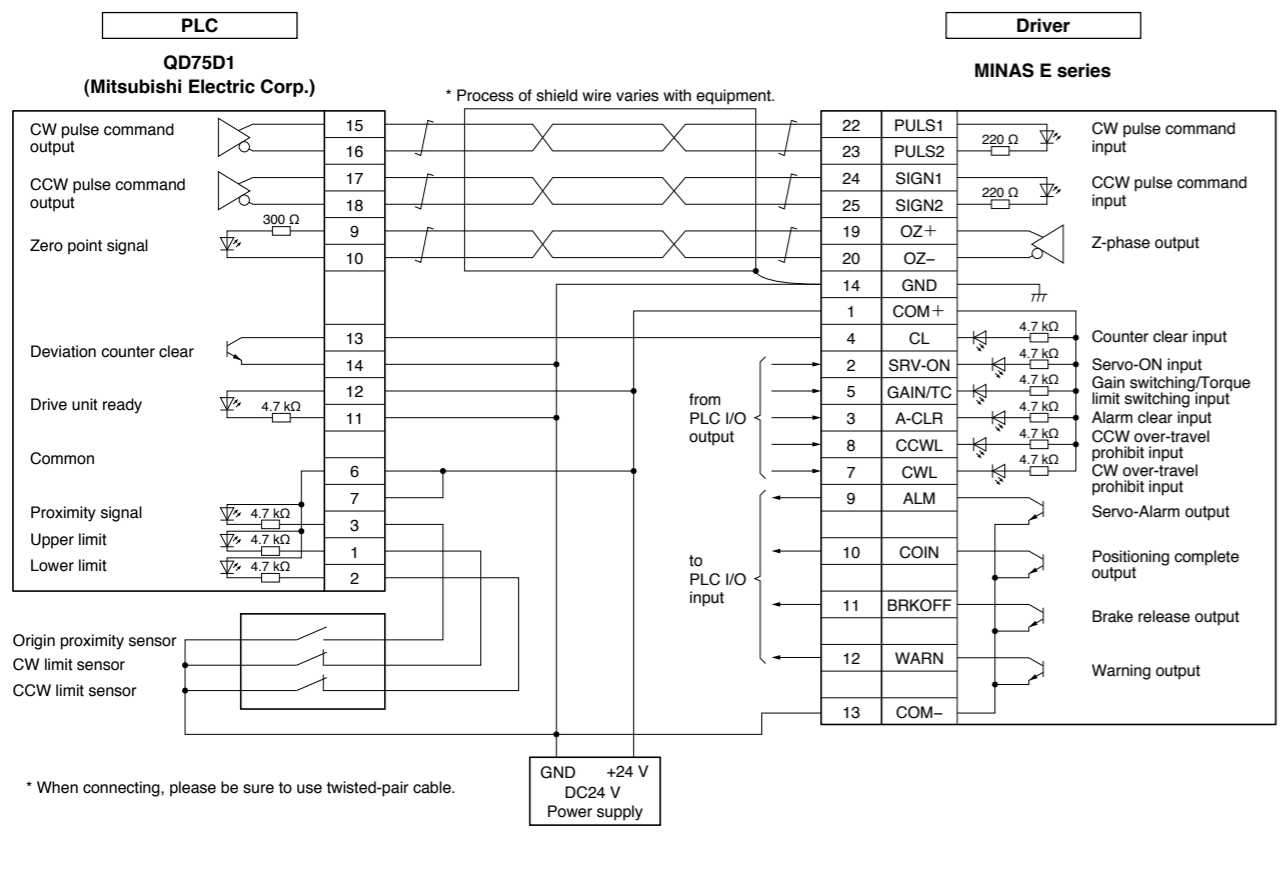 PLC
Driver
QD75D1
(Mitsubishi Electric Corp.)
MINAS E series
* Process of shield wire varies with equipment.
CW pulse command
output
15
16
22 PULS1
23 PULS2
220 Ω
CW pulse command
input
CCW pulse command
output
17
18
24 SIGN1
25 SIGN2
220 Ω
CCW pulse command
input
Zero point signal
300 Ω
9
10
19 OZ+
20 OZ−
Z-phase output
14 GND
1 COM+
Deviation counter clear
13
14
4 CL
4.7 kΩ
Counter clear input
2 SRV-ON
4.7 kΩ
Servo-ON input
Drive unit ready
4.7 kΩ
12
11
from
PLC I/O
output
5 GAIN/TC
4.7 kΩ
Gain switching/Torque
limit switching input
3 A-CLR
4.7 kΩ
Alarm clear input
8 CCWL
4.7 kΩ
CCW over-travel
prohibit input
7 CWL
4.7 kΩ
CW over-travel
prohibit input
Common
6
7
Proximity signal
4.7 kΩ
3
Upper limit
4.7 kΩ
1
Lower limit
4.7 kΩ
2
to
PLC I/O
input
9 ALM
Servo-Alarm output
10 COIN
Positioning complete
output
11 BRKOFF
Brake release output
12 WARN
Warning output
13 COM−
Origin proximity sensor
CW limit sensor
CCW limit sensor
GND +24 V
DC24 V
Power supply
* When connecting, please be sure to use twisted-pair cable.